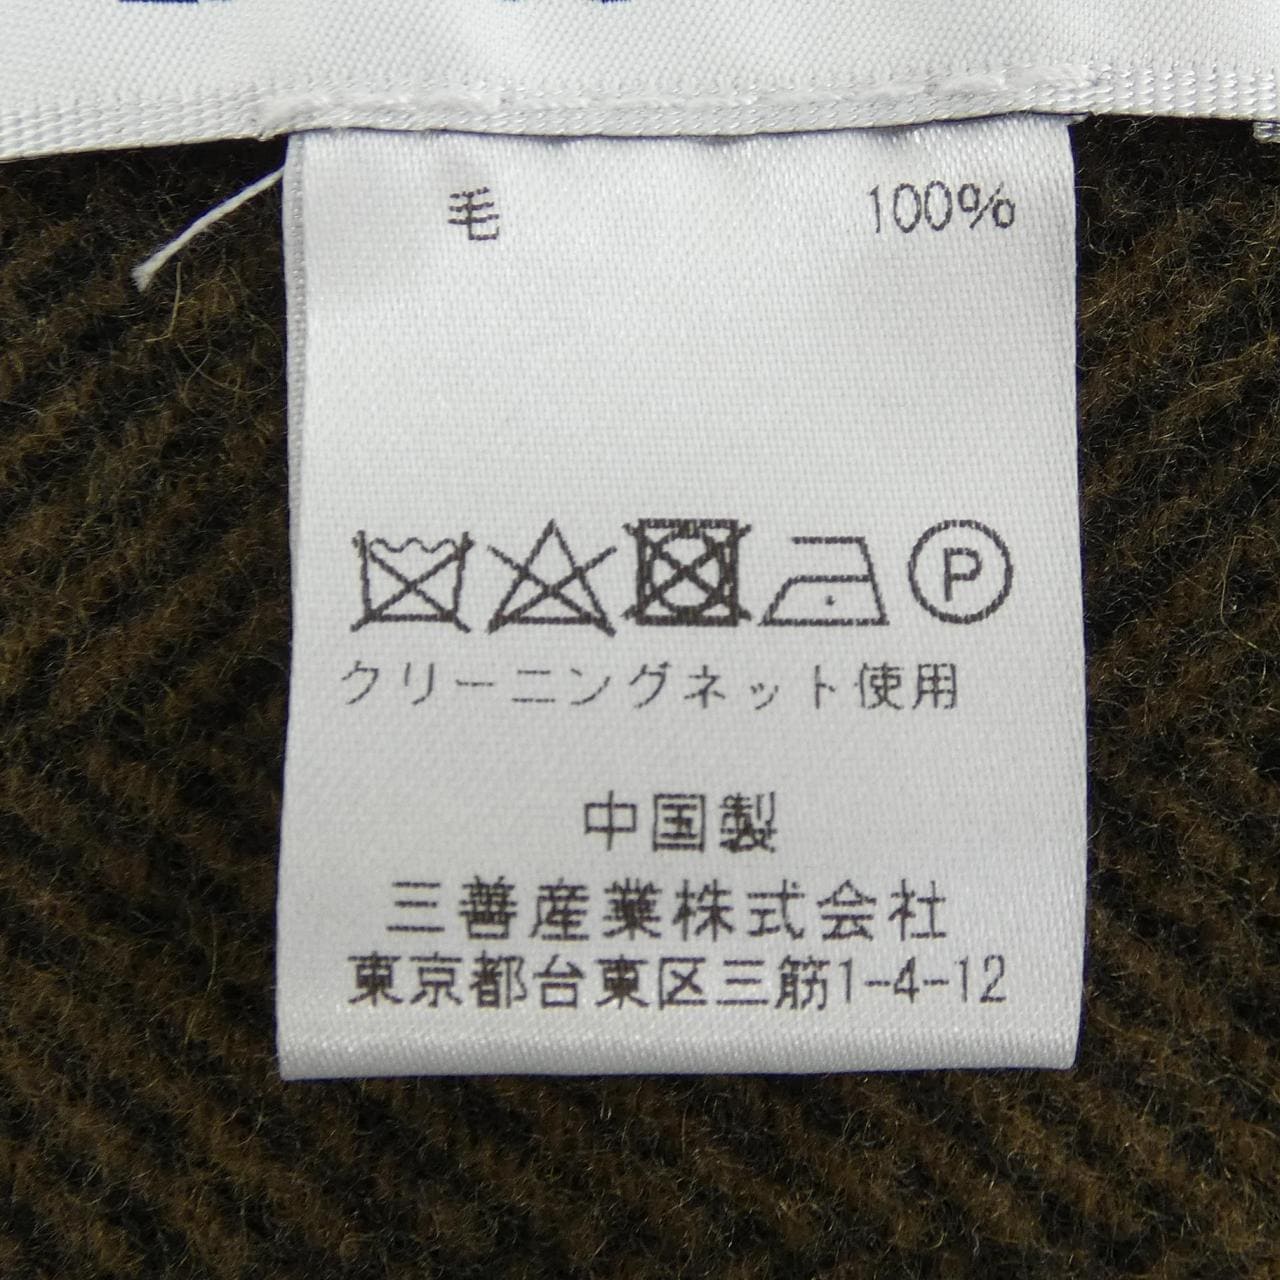 毛 100%
P
クリーニングネット使用
中国製
三善産業株式会社
東京都台東区三筋1-4-12